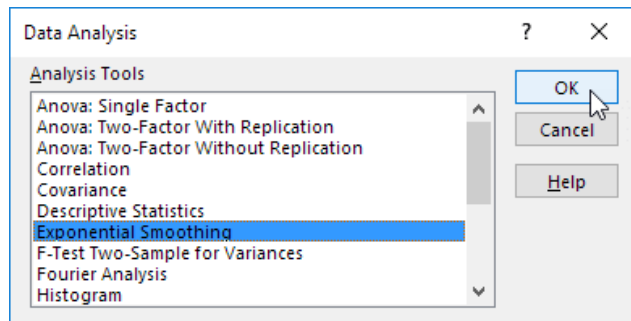 Data Analysis
?
Analysis Tools
Anova: Single Factor
Anova: Two-Factor With Replication
Anova: Two-Factor Without Replication
Correlation
Covariance
Descriptive Statistics
Exponential Smoothing
F-Test Two-Sample for Variances
Fourier Analysis
Histogram
OK
Cancel
Help